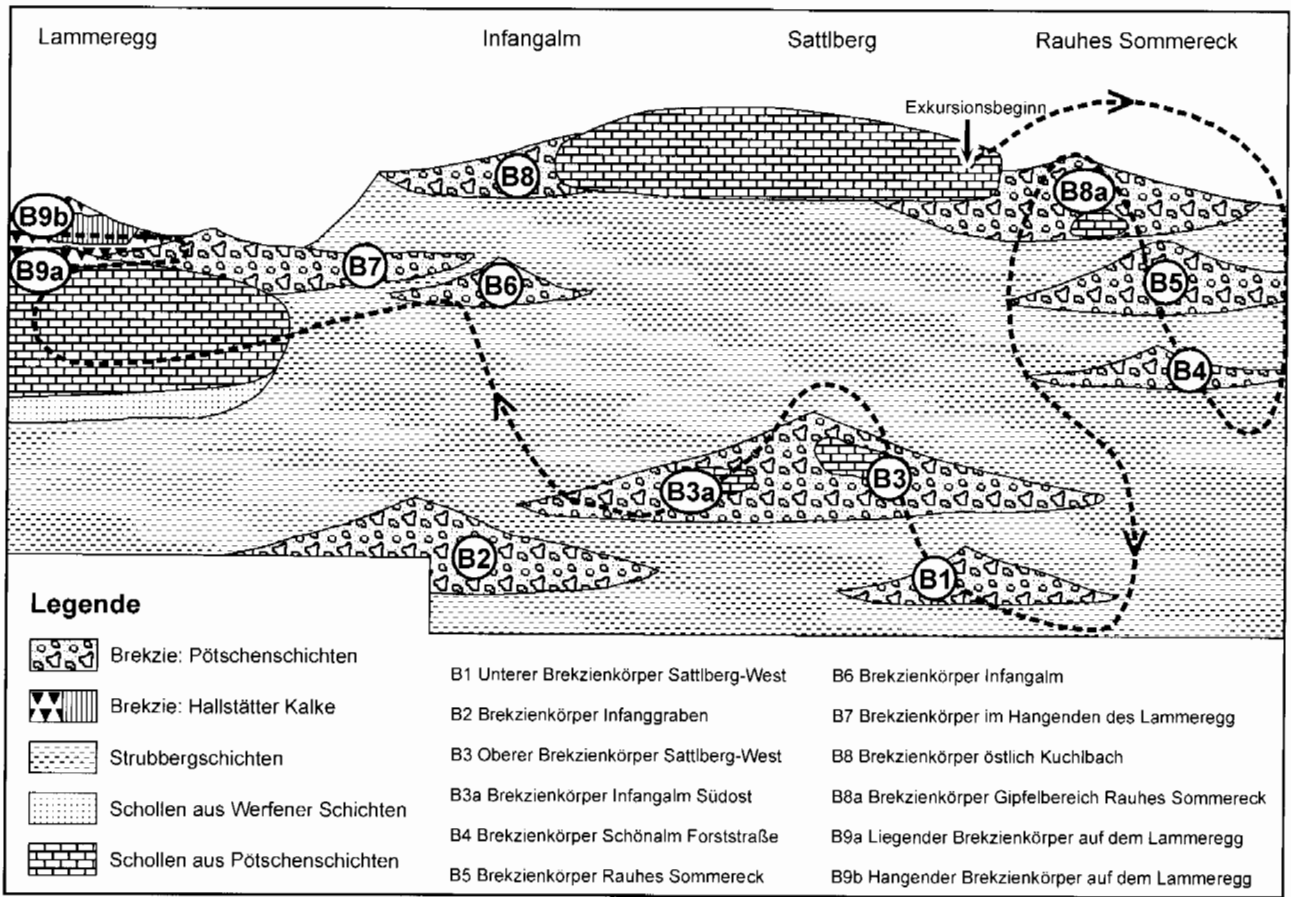 Lammeregg
Infangalm
Sattlberg
Rauhes Sommereck
Exkursionsbeginn
B8
B8a
B9b
B9a
B7
B6
B5
B4
B3a
B3
B2
B1
Legende
Brekzie: Pötschenschichten
Brekzie: Hallstätter Kalke
Strubbergschichten
Schollen aus Werfener Schichten
Schollen aus Pötschenschichten
B1 Unterer Brekzienkörper Sattlberg-West
B2 Brekzienkörper Infanggraben
B3 Oberer Brekzienkörper Sattlberg-West
B3a Brekzienkörper Infangalm Südost
B4 Brekzienkörper Schönalm Forststraße
B5 Brekzienkörper Rauhes Sommereck
B6 Brekzienkörper Infangalm
B7 Brekzienkörper im Hangenden des Lammeregg
B8 Brekzienkörper östlich Kuchlbach
B8a Brekzienkörper Gipfelbereich Rauhes Sommereck
B9a Liegender Brekzienkörper auf dem Lammeregg
B9b Hangender Brekzienkörper auf dem Lammeregg